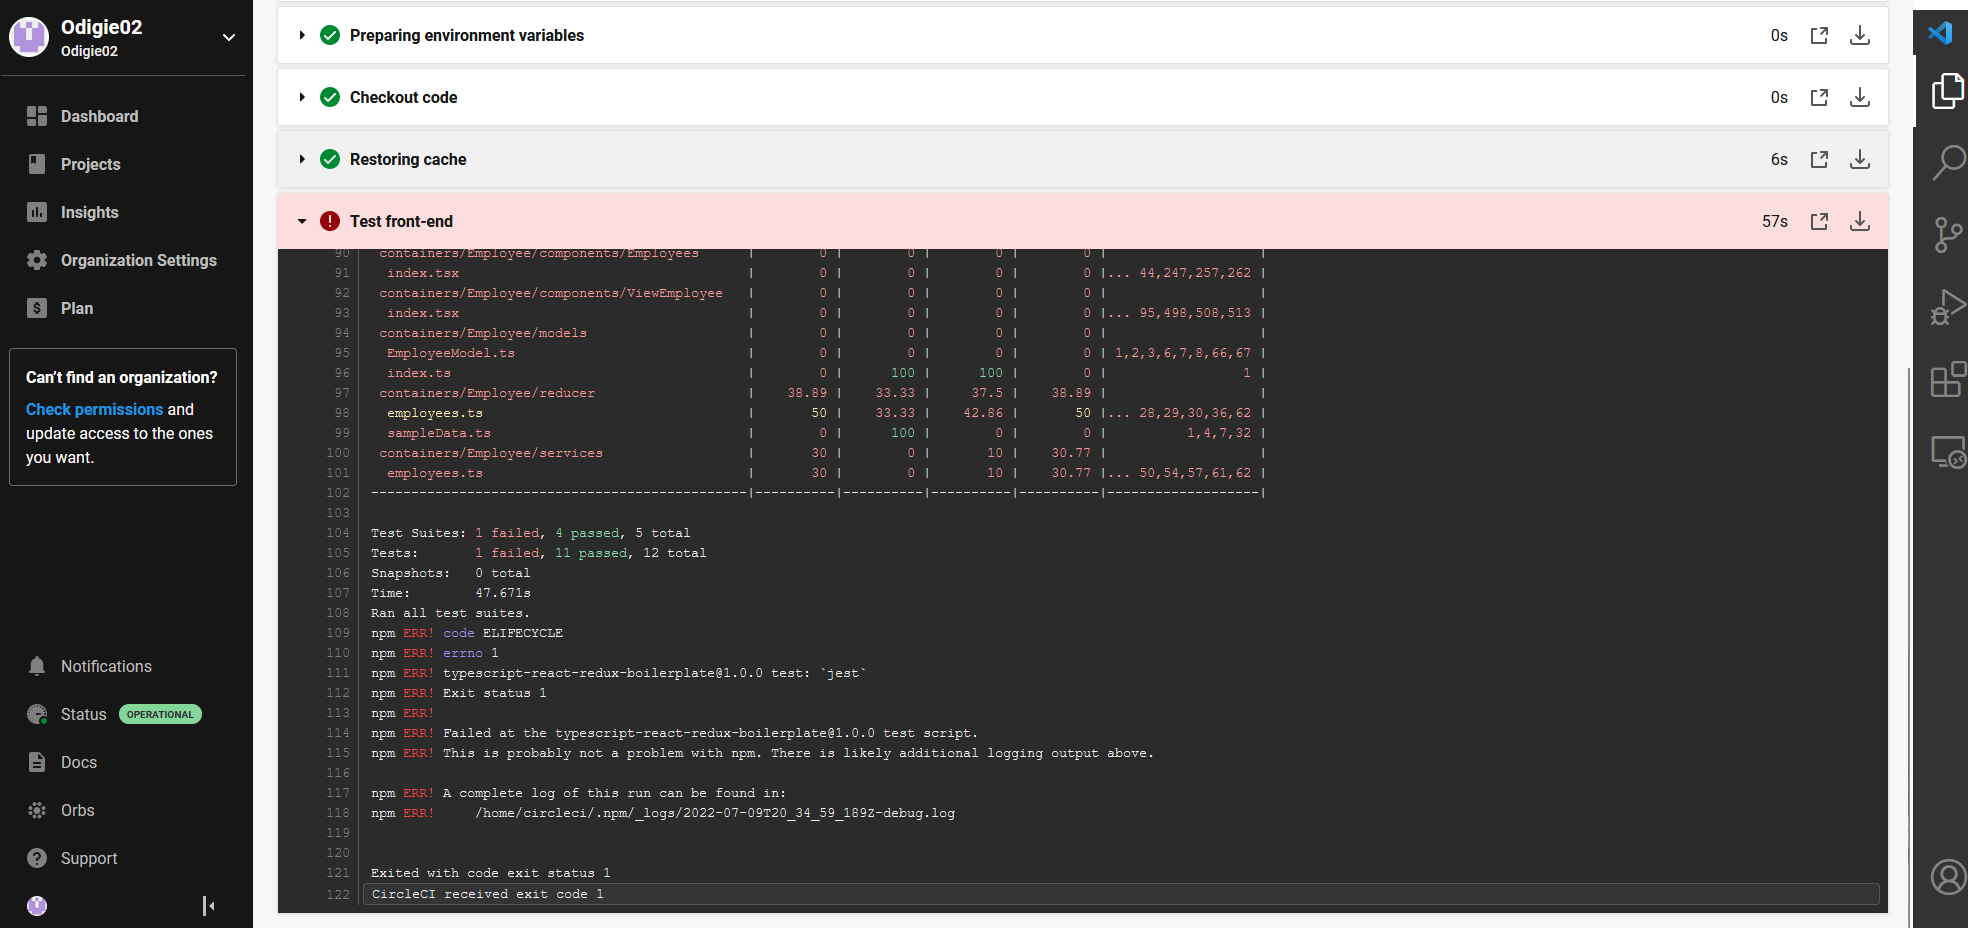 Odigie02
Odigie02
Dashboard
Projects
Insights
Organization Settings
Plan
Can't find an organization?
Check permissions and
update access to the ones
you want.
Notifications
Status OPERATIONAL
Docs
Orbs
Support
Preparing environment variables 0s
Checkout code 0s
Restoring cache 6s
Test front-end 57s
90 containers/Employee/components/Employees | 0 | 0 | 0 | 0 | |
91 index.tsx | 0 | 0 | 0 | 0 |... 44,247,257,262 |
92 containers/Employee/components/ViewEmployee | 0 | 0 | 0 | 0 | |
93 index.tsx | 0 | 0 | 0 | 0 |... 95,498,508,513 |
94 containers/Employee/models | 0 | 0 | 0 | 0 | |
95 EmployeeModel.ts | 0 | 0 | 0 | 0 | 1,2,3,6,7,8,66,67 |
96 index.ts | 0 | 100 | 100 | 0 | 1 |
97 containers/Employee/reducer | 38.89 | 33.33 | 37.5 | 38.89 | |
98 employees.ts | 50 | 33.33 | 42.86 | 50 |... 28,29,30,36,62 |
99 sampleData.ts | 0 | 100 | 0 | 0 | 1,4,7,32 |
100 containers/Employee/services | 30 | 0 | 10 | 30.77 | |
101 employees.ts | 30 | 0 | 10 | 30.77 |... 50,54,57,61,62 |
102 -----------------------------------------------|----------|----------|----------|----------|-------------------|
103
104 Test Suites: 1 failed, 4 passed, 5 total
105 Tests: 1 failed, 11 passed, 12 total
106 Snapshots: 0 total
107 Time: 47.671s
108 Ran all test suites.
109 npm ERR! code ELIFECYCLE
110 npm ERR! errno 1
111 npm ERR! typescript-react-redux-boilerplate@1.0.0 test: `jest`
112 npm ERR! Exit status 1
113 npm ERR!
114 npm ERR! Failed at the typescript-react-redux-boilerplate@1.0.0 test script.
115 npm ERR! This is probably not a problem with npm. There is likely additional logging output above.
116
117 npm ERR! A complete log of this run can be found in:
118 npm ERR! /home/circleci/.npm/_logs/2022-07-09T20_34_59_189Z-debug.log
119
120
121 Exited with code exit status 1
122 CircleCI received exit code 1